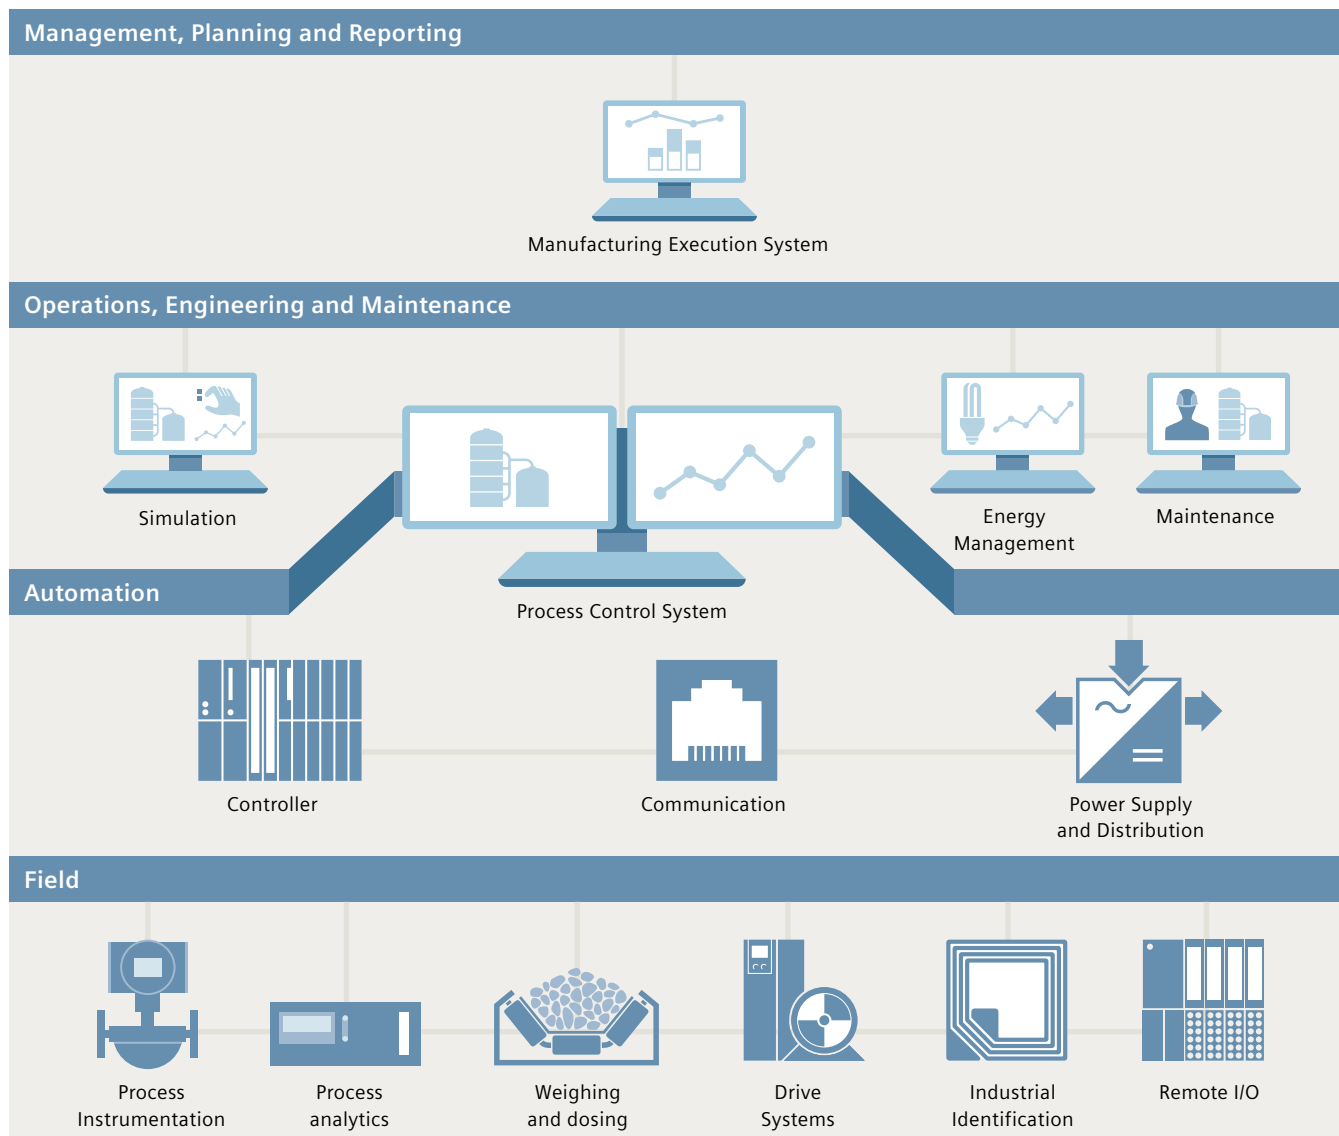 Management, Planning and Reporting
Manufacturing Execution System
Operations, Engineering and Maintenance
Simulation
Energy
Management
Maintenance
Automation
Process Control System
Controller
Communication
Power Supply
and Distribution
Field
Process
Instrumentation
Process
analytics
Weighing
and dosing
Drive
Systems
Industrial
Identification
Remote I/O